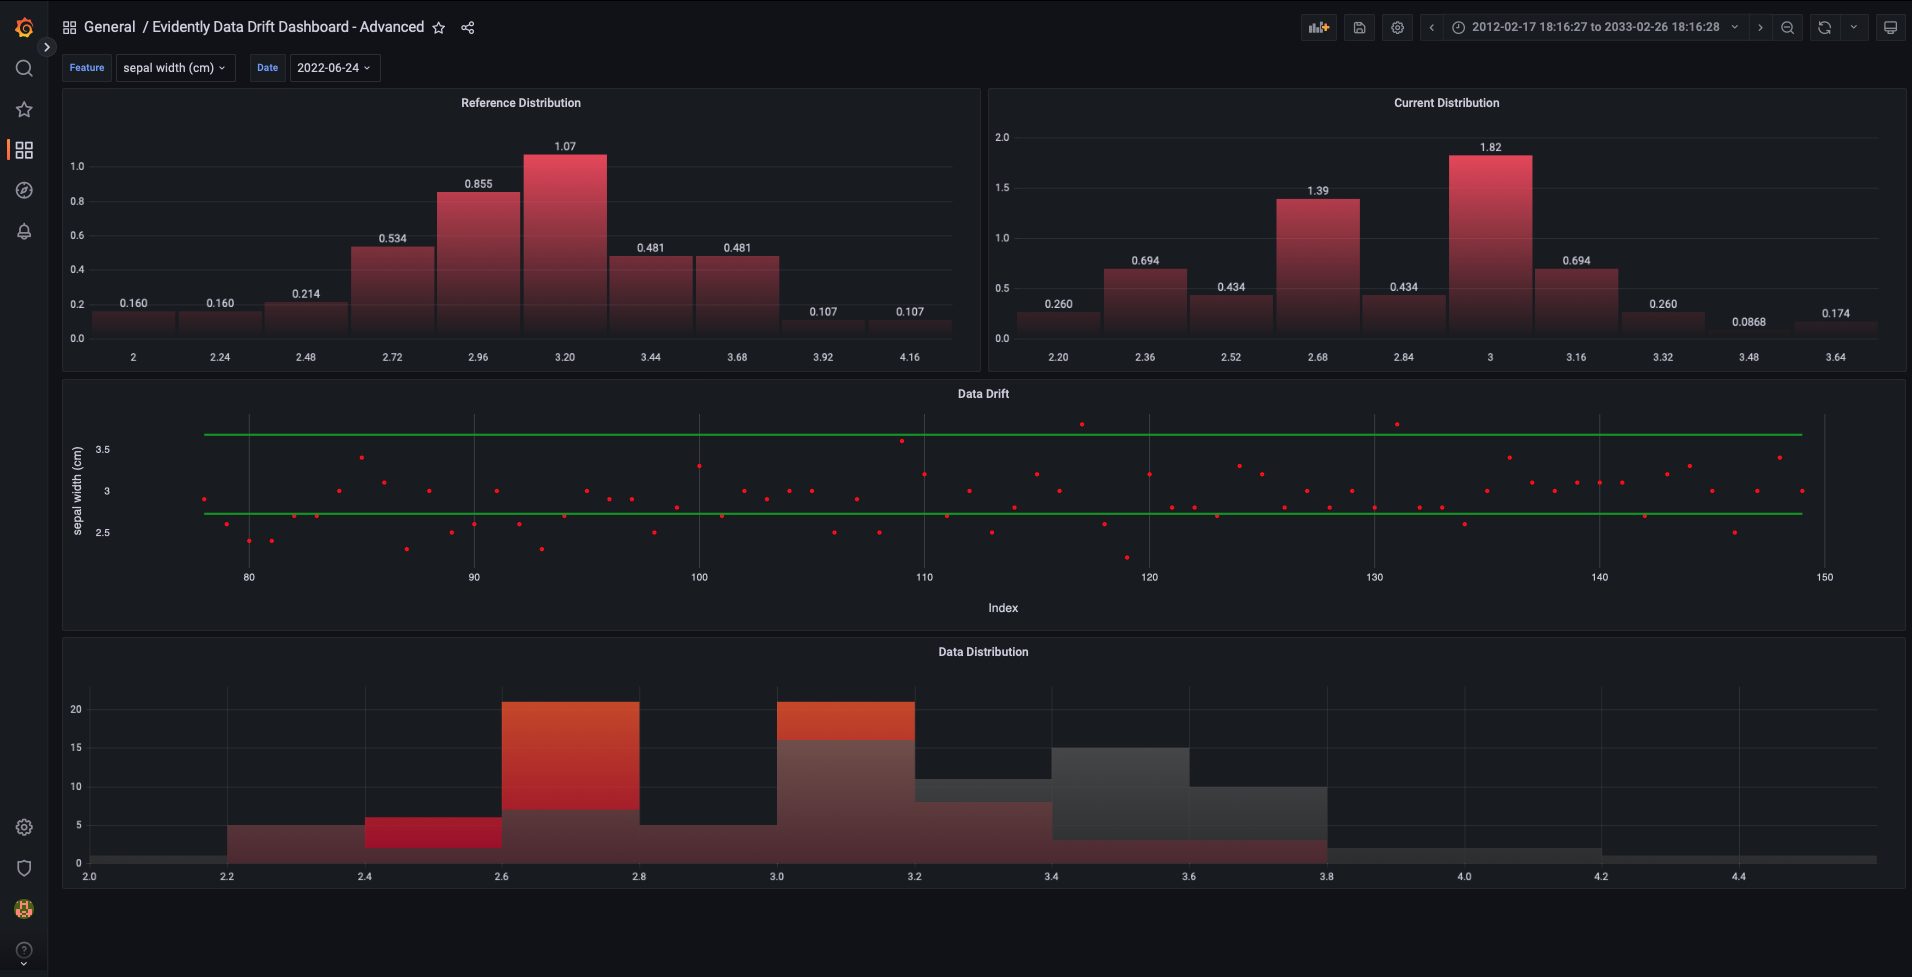 General / Evidently Data Drift Dashboard - Advanced
2012-02-17 18:16:27 to 2033-02-26 18:16:28
Feature sepal width (cm) Date 2022-06-24
Reference Distribution
1.0
0.8
0.6
0.4
0.2
0.0
0.160 0.160 0.214 0.534 0.855 1.07 0.481 0.481 0.107 0.107
2 2.24 2.48 2.72 2.96 3.20 3.44 3.68 3.92 4.16
Current Distribution
2.0
1.5
1.0
0.5
0.0
0.260 0.694 0.434 1.39 0.434 1.82 0.694 0.260 0.0868 0.174
2.20 2.36 2.52 2.68 2.84 3 3.16 3.32 3.48 3.64
Data Drift
sepal width (cm)
3.5
3
2.5
80 90 100 110 120 130 140 150
Index
Data Distribution
20
15
10
5
0
2.0 2.2 2.4 2.6 2.8 3.0 3.2 3.4 3.6 3.8 4.0 4.2 4.4